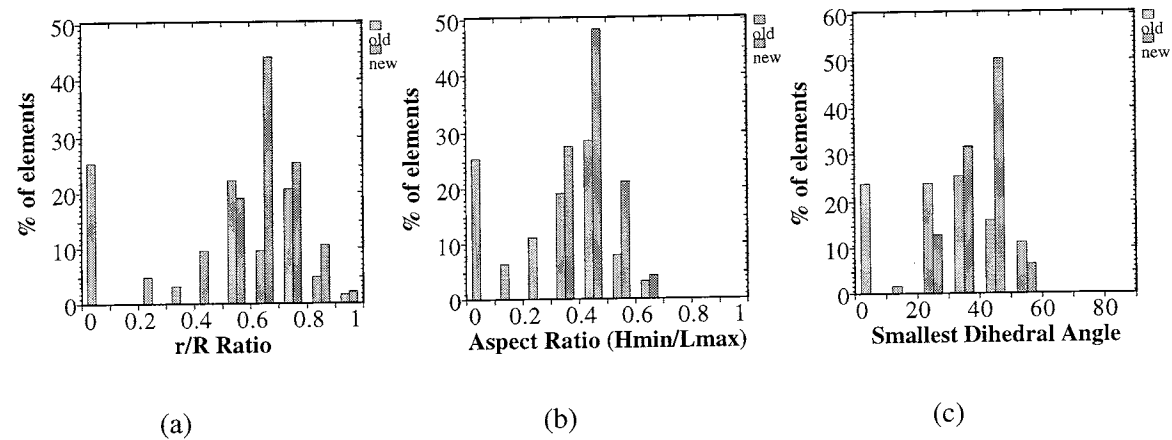 50
40
30
20
10
0
% of elements
0 0.2 0.4 0.6 0.8 1
r/R Ratio
old
new
(a)
50
40
30
20
10
0
% of elements
0 0.2 0.4 0.6 0.8 1
Aspect Ratio (Hmin/Lmax)
old
new
(b)
60
50
40
30
20
10
0
% of elements
0 20 40 60 80
Smallest Dihedral Angle
old
new
(c)